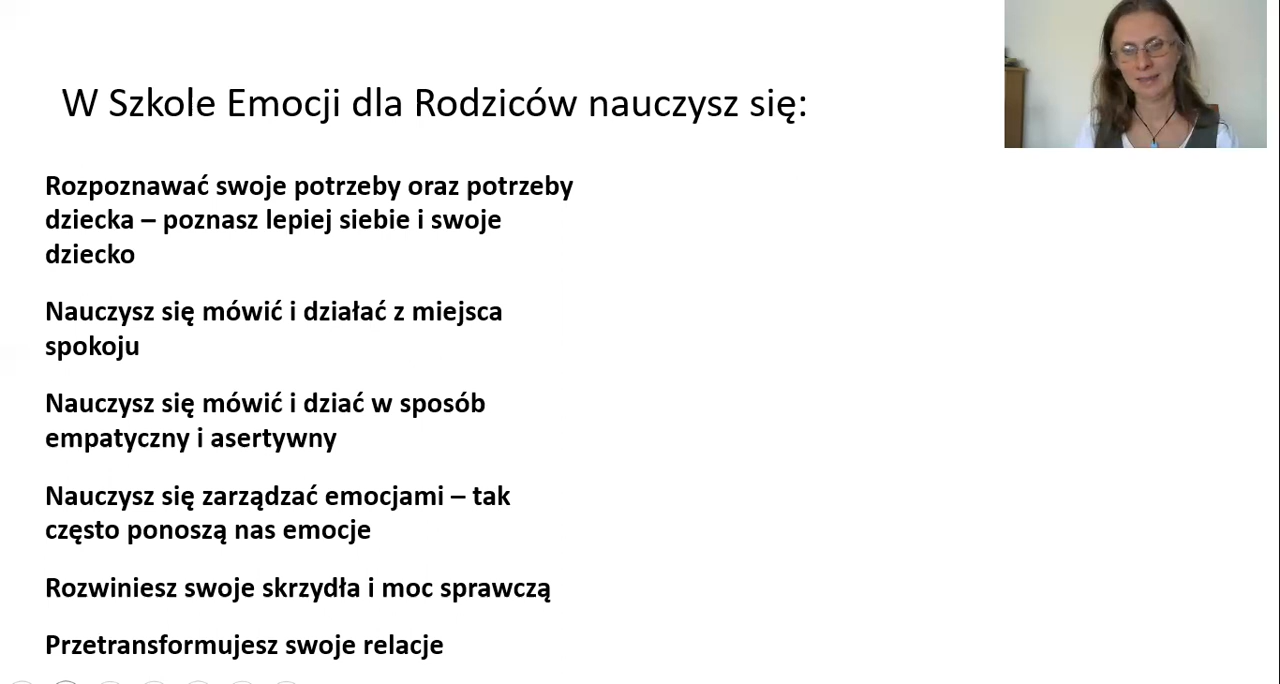 W Szkole Emocji dla Rodziców nauczysz się:
Rozpoznawać swoje potrzeby oraz potrzeby
dziecka – poznasz lepiej siebie i swoje
dziecko
Nauczysz się mówić i działać z miejsca
spokoju
Nauczysz się mówić i dziać w sposób
empatyczny i asertywny
Nauczysz się zarządzać emocjami – tak
często ponoszą nas emocje
Rozwiniesz swoje skrzydła i moc sprawczą
Przetransformujesz swoje relacje